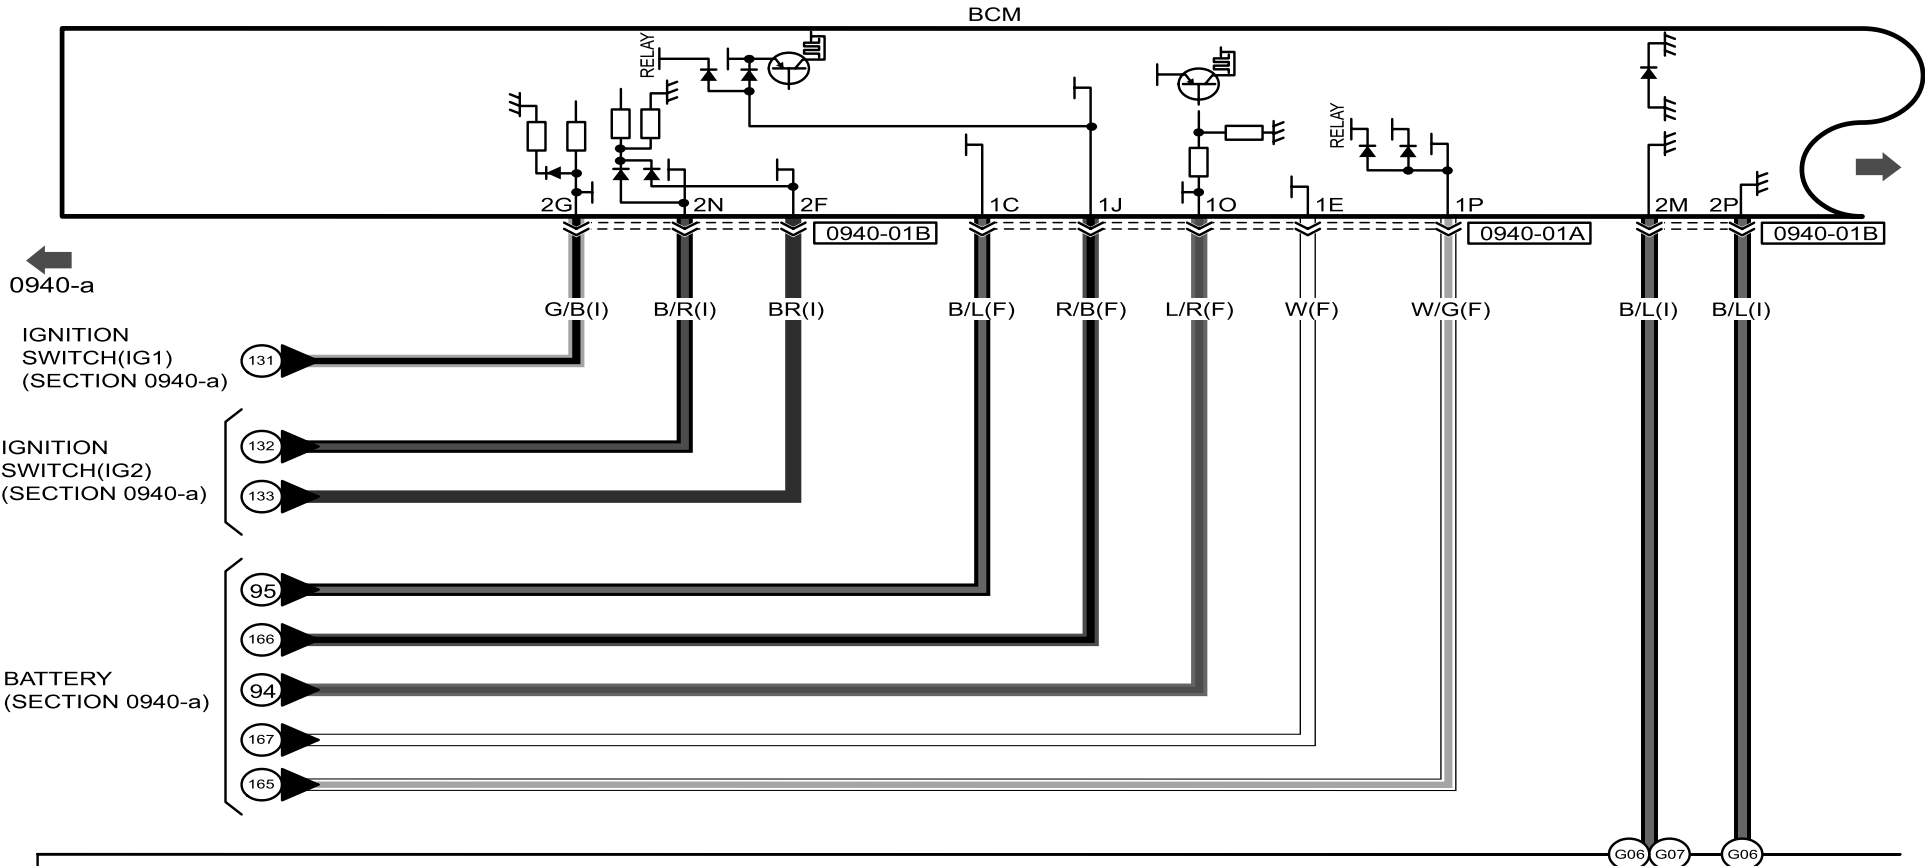 BCM
RELAY
RELAY
2G 2N 2F 1C 1J 1O 1E 1P 2M 2P
0940-01B 0940-01A 0940-01B
0940-a
G/B(I) B/R(I) BR(I) B/L(F) R/B(F) L/R(F) W(F) W/G(F) B/L(I) B/L(I)
IGNITION
SWITCH(IG1)
(SECTION 0940-a)
131
IGNITION
SWITCH(IG2)
(SECTION 0940-a)
132
133
95
166
BATTERY
(SECTION 0940-a)
94
167
165
G06 G07 G06